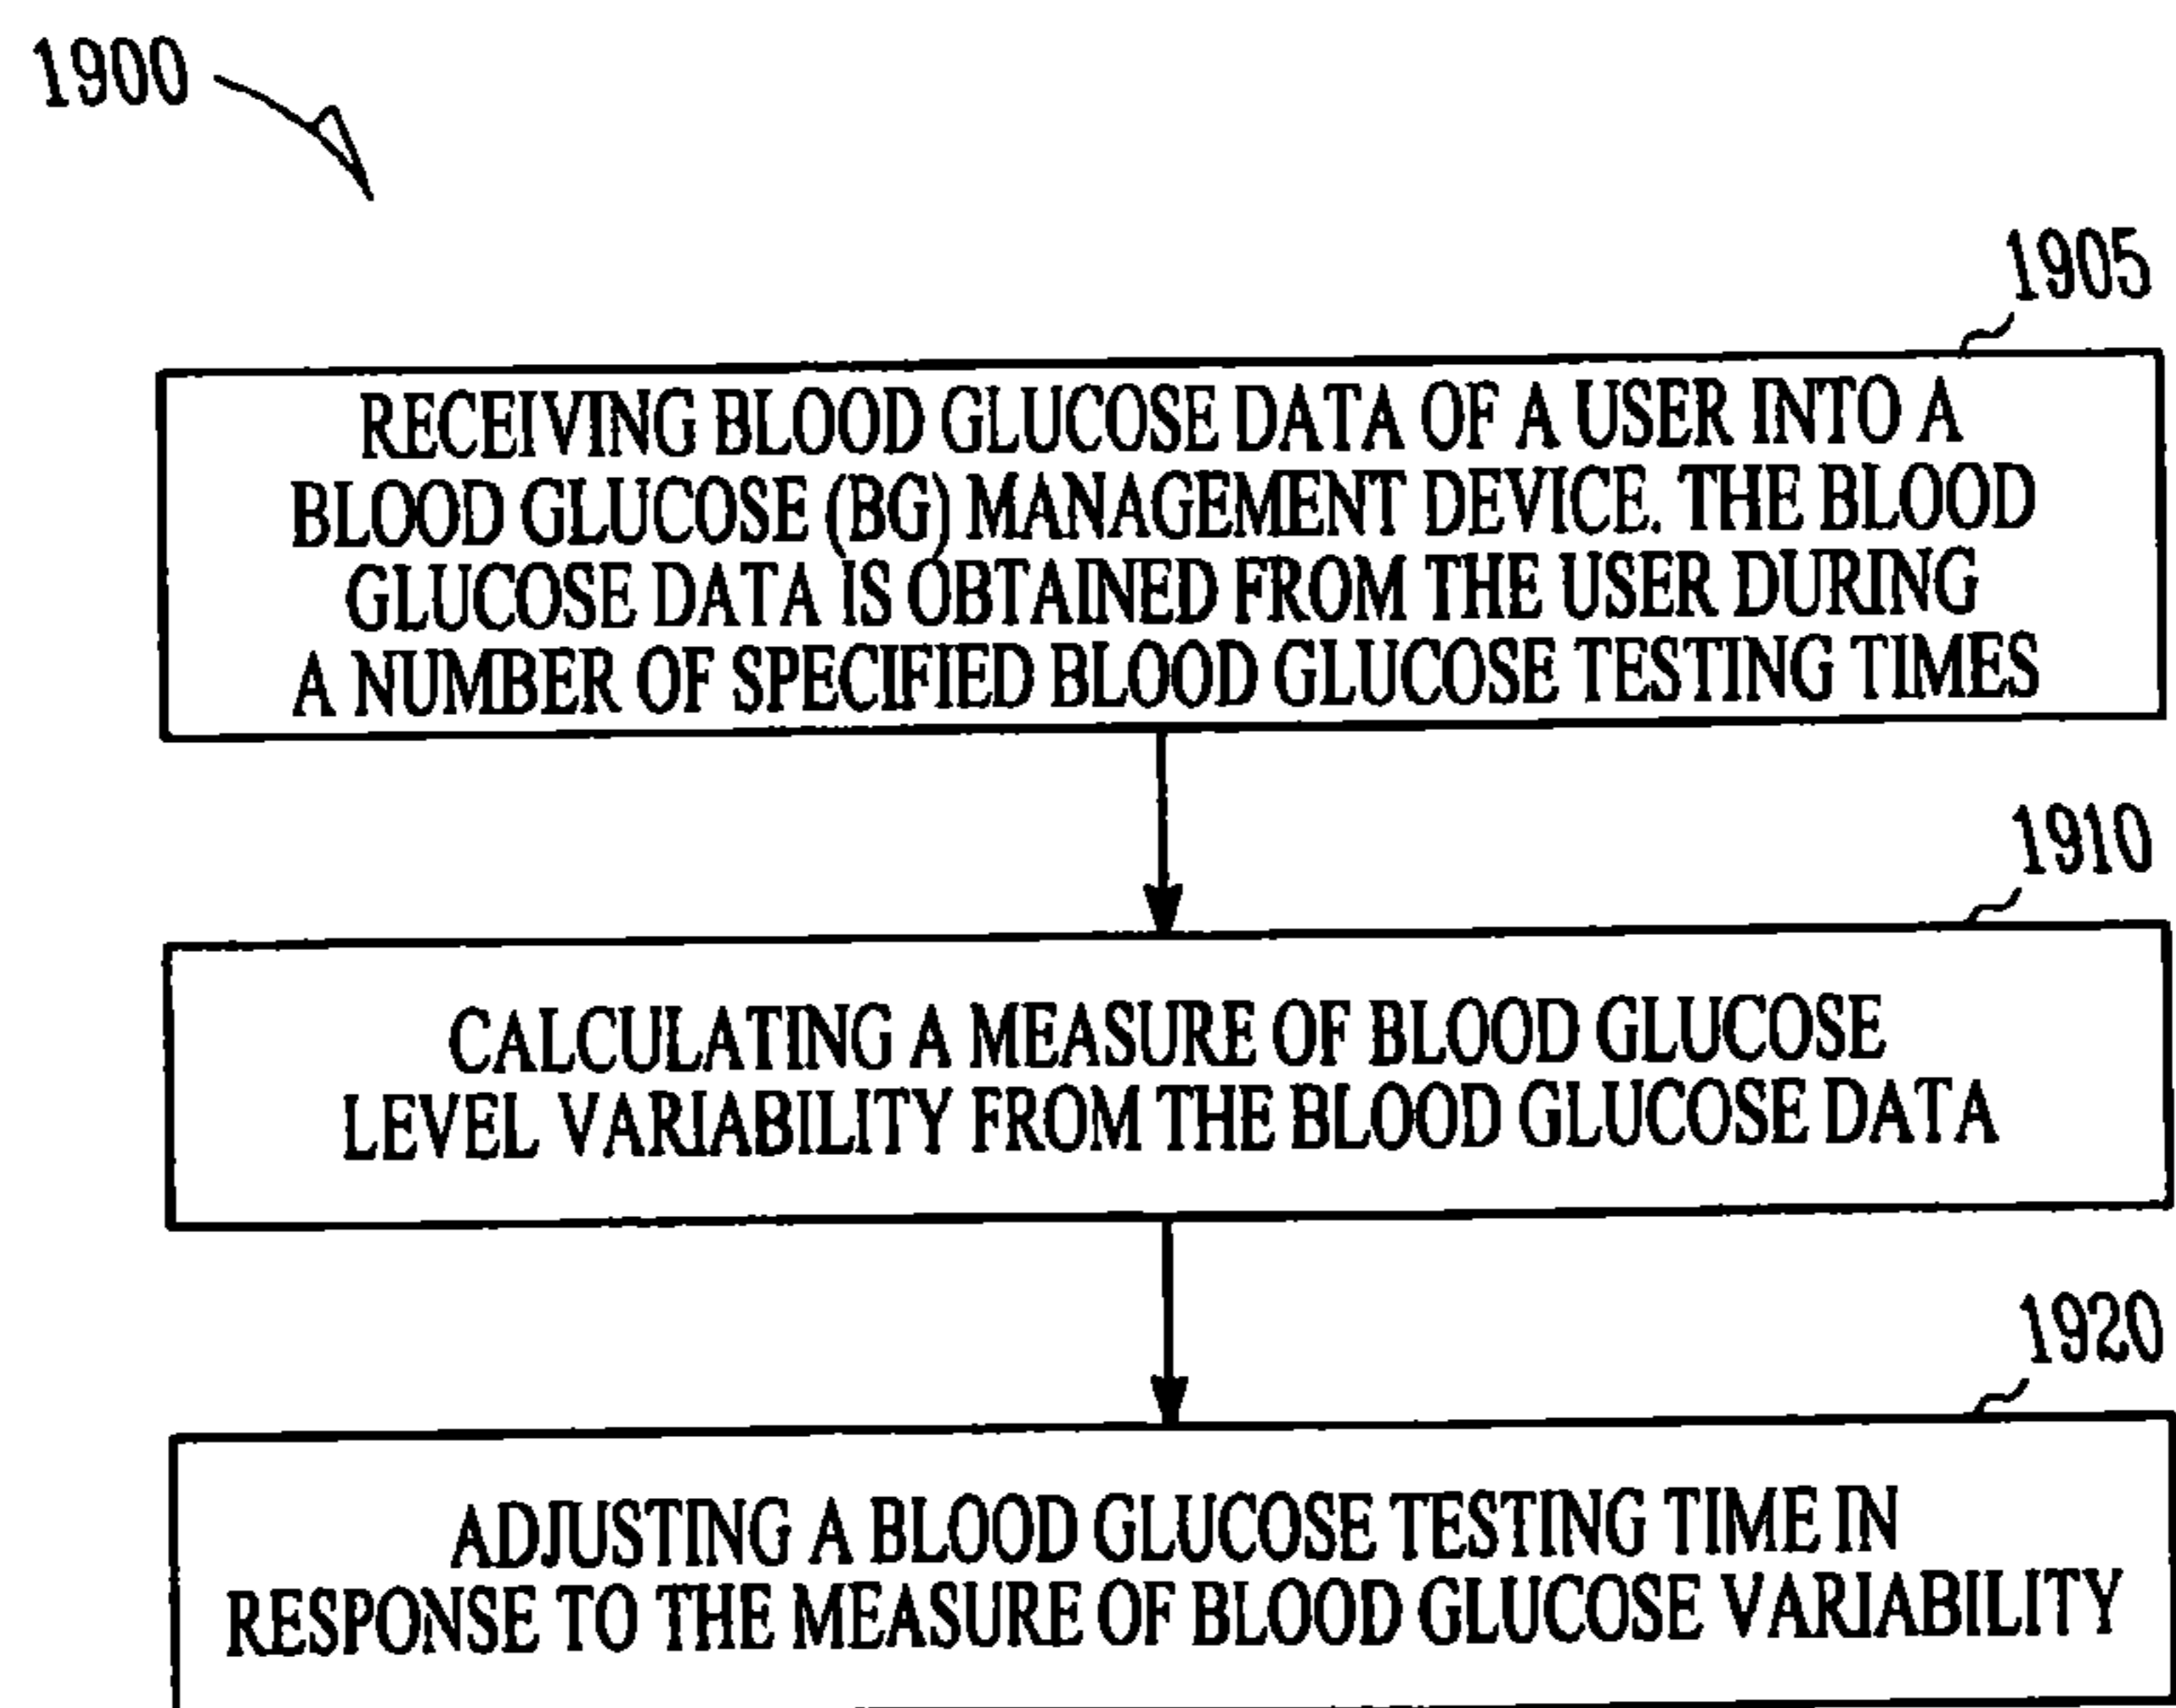 1900
1905
RECEIVING BLOOD GLUCOSE DATA OF A USER INTO A
BLOOD GLUCOSE (BG) MANAGEMENT DEVICE. THE BLOOD
GLUCOSE DATA IS OBTAINED FROM THE USER DURING
A NUMBER OF SPECIFIED BLOOD GLUCOSE TESTING TIMES
1910
CALCULATING A MEASURE OF BLOOD GLUCOSE
LEVEL VARIABILITY FROM THE BLOOD GLUCOSE DATA
1920
ADJUSTING A BLOOD GLUCOSE TESTING TIME IN
RESPONSE TO THE MEASURE OF BLOOD GLUCOSE VARIABILITY